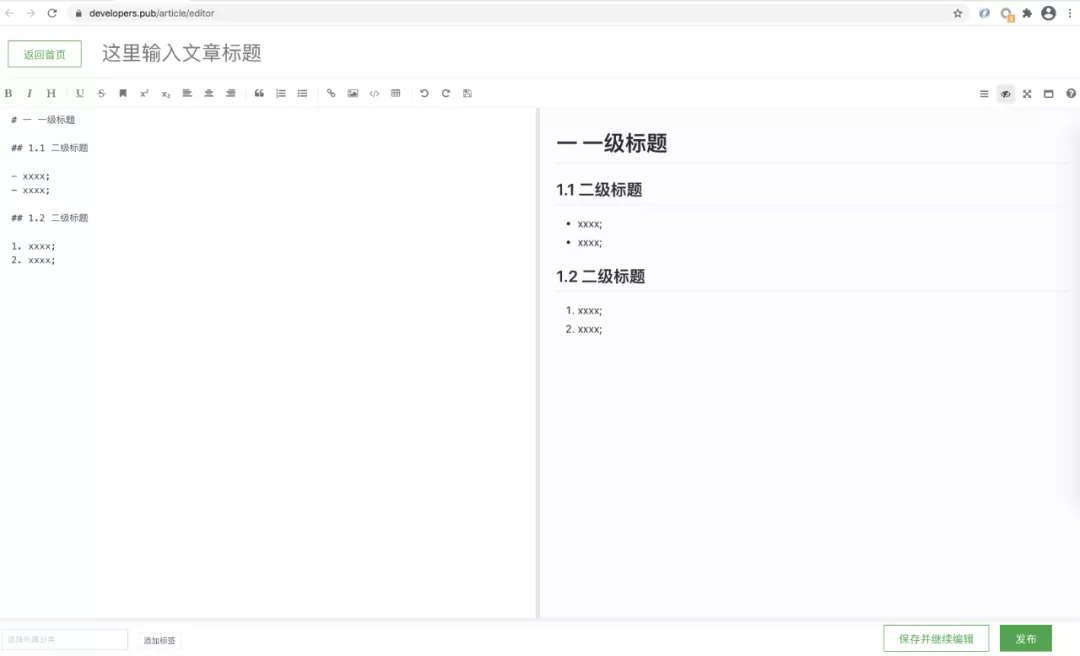 developers.pub/article/editor
返回首页
这里输入文章标题
B I H U S x² x₂
# 一 一级标题
## 1.1 二级标题
- xxxx;
- xxxx;
## 1.2 二级标题
1. xxxx;
2. xxxx;
一 一级标题
1.1 二级标题
• xxxx;
• xxxx;
1.2 二级标题
1. xxxx;
2. xxxx;
选择所属分类
添加标签
保存并继续编辑
发布